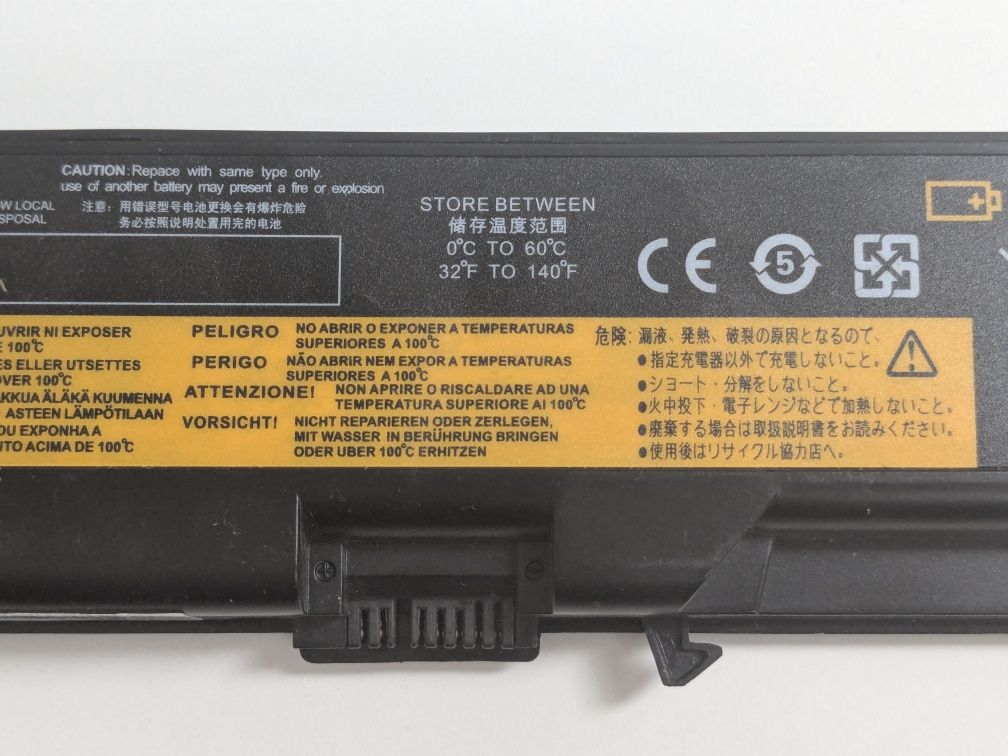 CAUTION: Repace with same type only.
use of another battery may present a fire or explosion
W LOCAL
注意: 用错误型号电池更换会有爆炸危险
ISPOSAL
务必按照说明处置用完的电池
STORE BETWEEN
储存温度范围
0℃ TO 60℃
32℉ TO 140℉
CE
5
UVRIR NI EXPOSER
E 100℃
ES ELLER UTSETTES
OVER 100℃
AKKUA ÄLÄKÄ KUUMENNA
ASTEEN LÄMPÖTILAAN
OU EXPONHA A
NTO ACIMA DE 100℃
PELIGRO NO ABRIR O EXPONER A TEMPERATURAS
SUPERIORES A 100℃
PERIGO NÃO ABRIR NEM EXPOR A TEMPERATURAS
SUPERIORES A 100℃
ATTENZIONE! NON APRIRE O RISCALDARE AD UNA
TEMPERATURA SUPERIORE AI 100℃
VORSICHT! NICHT REPARIEREN ODER ZERLEGEN,
MIT WASSER IN BERÜHRUNG BRINGEN
ODER UBER 100℃ ERHITZEN
危険: 漏液、発熱、破裂の原因となるので、
●指定充電器以外で充電しないこと。
●ショート・分解をしないこと。
●火中投下・電子レンジなどで加熱しないこと。
●廃棄する場合は取扱説明書をお読みください。
●使用後はリサイクル協力店へ。